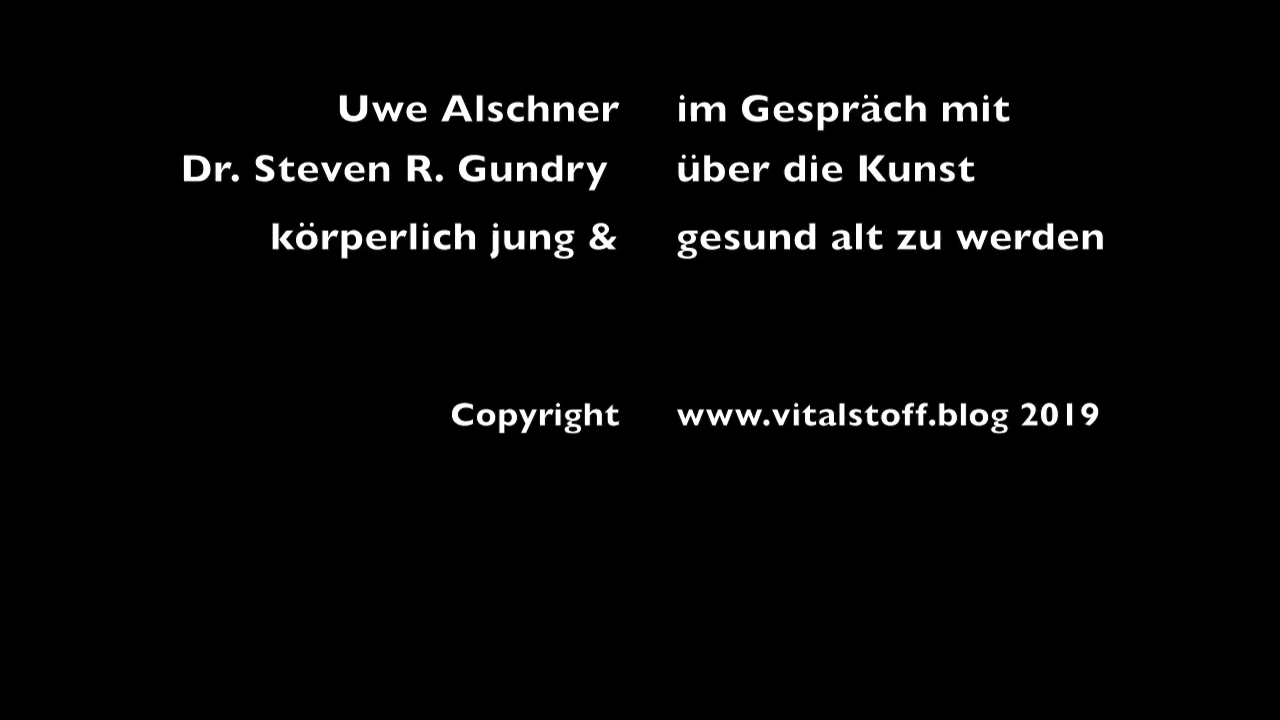 Uwe Alschner im Gespräch mit
Dr. Steven R. Gundry über die Kunst
körperlich jung & gesund alt zu werden
Copyright www.vitalstoff.blog 2019